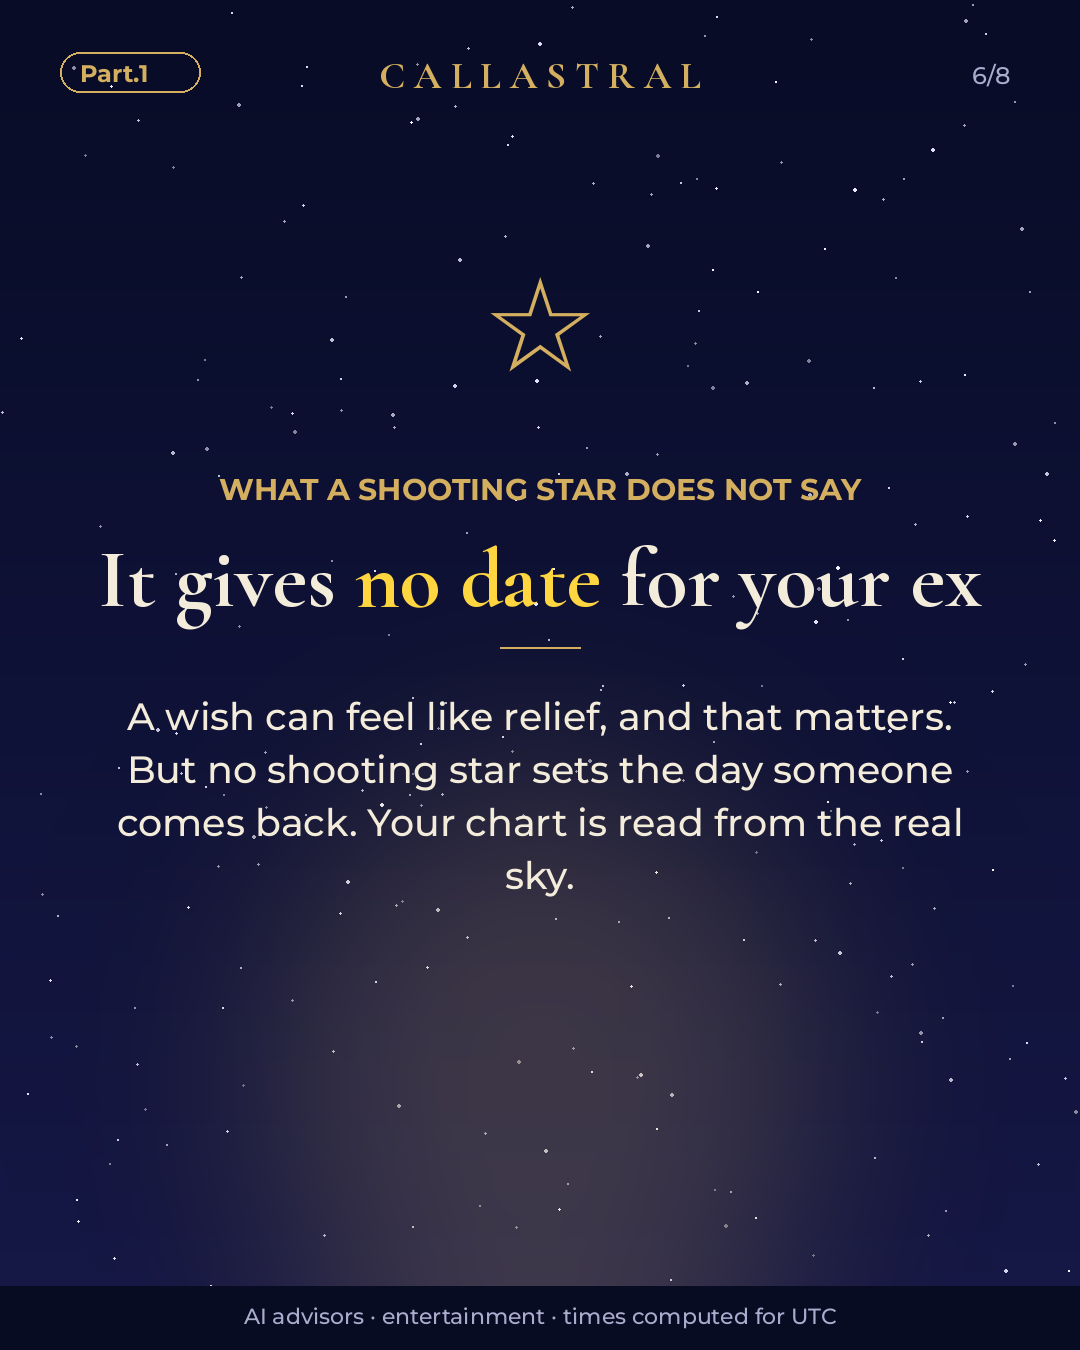 Part.1
CALLASTRAL
6/8
WHAT A SHOOTING STAR DOES NOT SAY
It gives no date for your ex
A wish can feel like relief, and that matters.
But no shooting star sets the day someone
comes back. Your chart is read from the real
sky.
AI advisors · entertainment · times computed for UTC